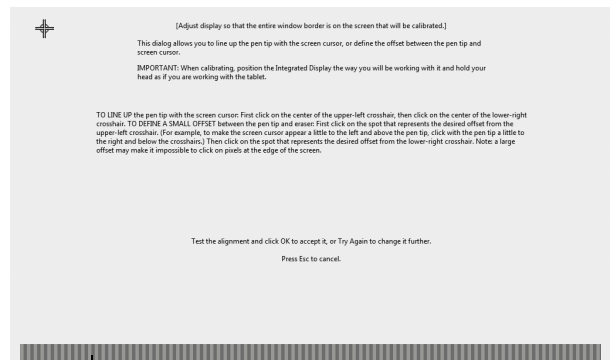 [Adjust display so that the entire window border is on the screen that will be calibrated.]
This dialog allows you to line up the pen tip with the screen cursor, or define the offset between the pen tip and
screen cursor.
IMPORTANT: When calibrating, position the Integrated Display the way you will be working with it and hold your
head as if you are working with the tablet.
TO LINE UP the pen tip with the screen cursor: First click on the center of the upper-left crosshair, then click on the center of the lower-right
crosshair. TO DEFINE A SMALL OFFSET between the pen tip and eraser: First click on the spot that represents the desired offset from the
upper-left crosshair. (For example, to make the screen cursor appear a little to the left and above the pen tip, click with the pen tip a little to
the right and below the crosshairs.) Then click on the spot that represents the desired offset from the lower-right crosshair. Note: a large
offset may make it impossible to click on pixels at the edge of the screen.
Test the alignment and click OK to accept it, or Try Again to change it further.
Press Esc to cancel.